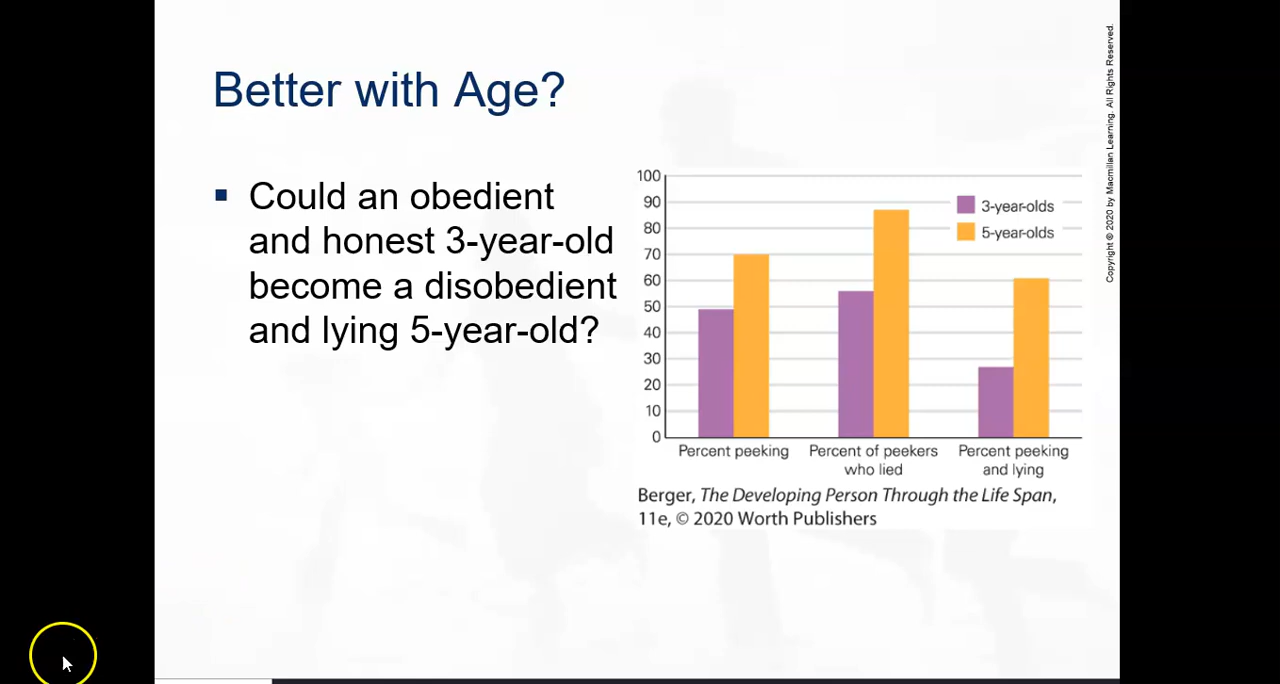 Better with Age?
▪ Could an obedient
and honest 3-year-old
become a disobedient
and lying 5-year-old?
100
90
80
70
60
50
40
30
20
10
0
3-year-olds
5-year-olds
Percent peeking
Percent of peekers
who lied
Percent peeking
and lying
Berger, The Developing Person Through the Life Span,
11e, © 2020 Worth Publishers
Copyright © 2020 by Macmillan Learning. All Rights Reserved.